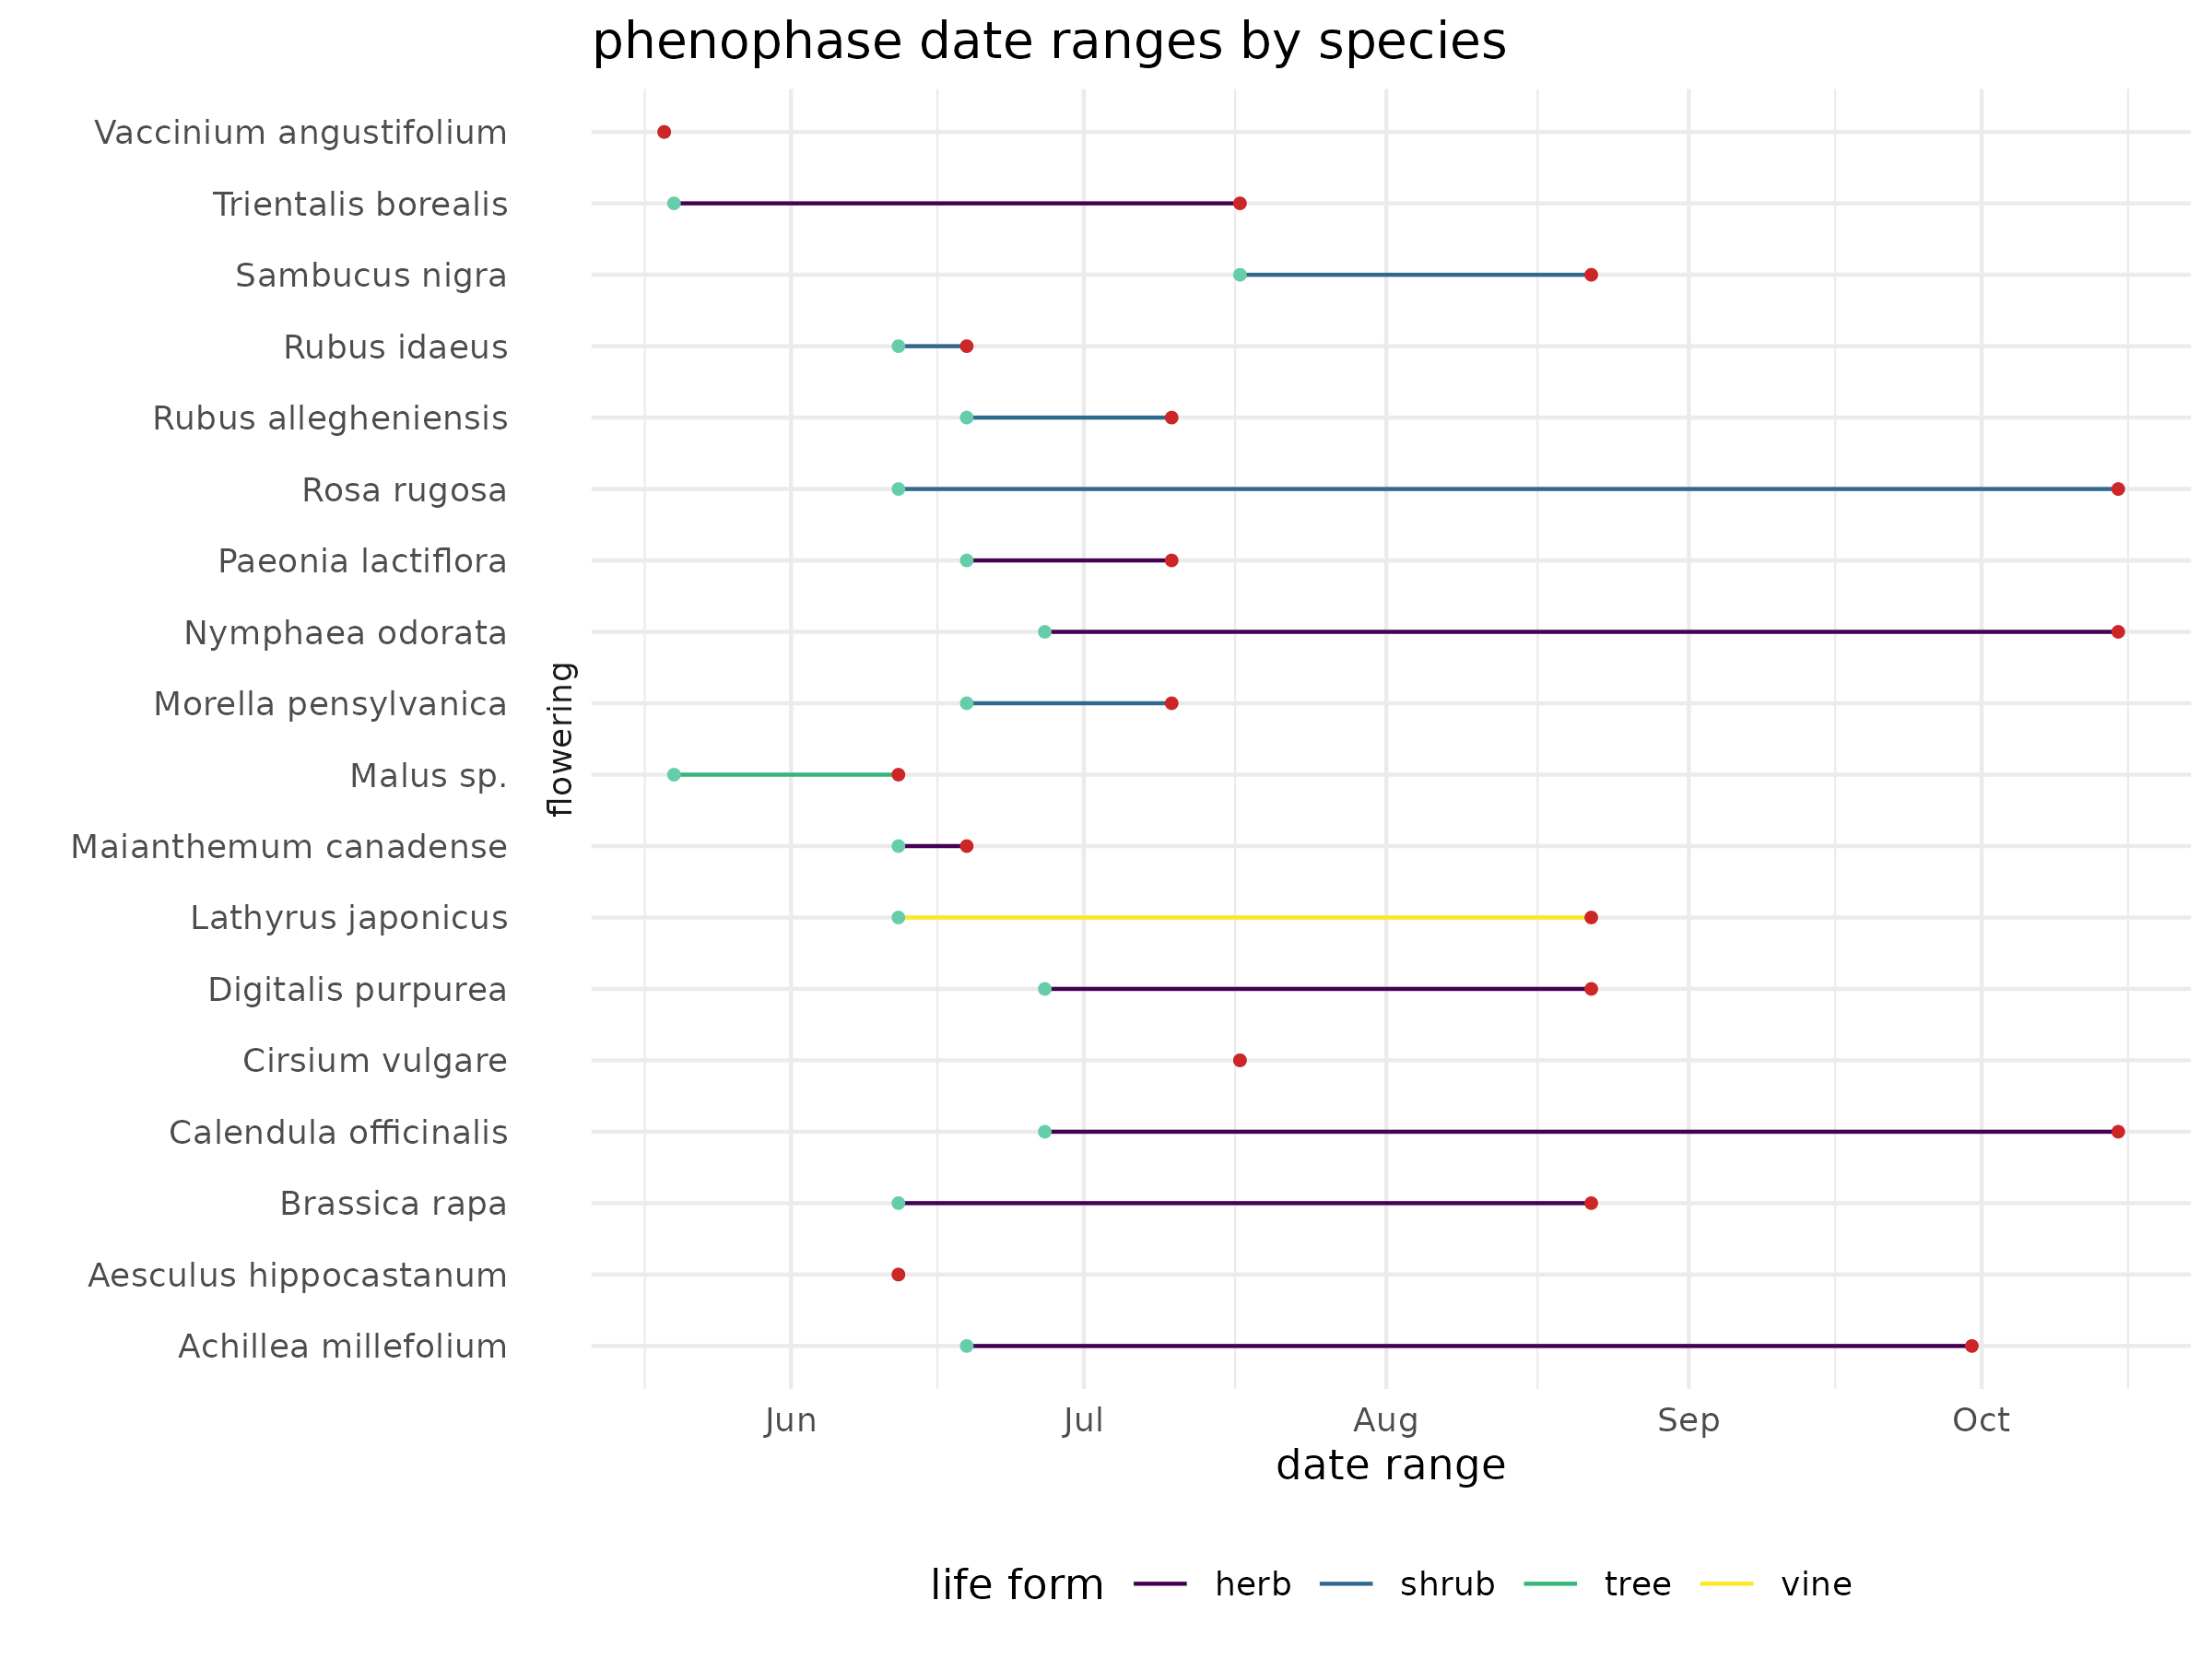 phenophase date ranges by species
Vaccinium angustifolium
Trientalis borealis
Sambucus nigra
Rubus idaeus
Rubus allegheniensis
Rosa rugosa
Paeonia lactiflora
Nymphaea odorata
Morella pensylvanica
Malus sp.
Maianthemum canadense
Lathyrus japonicus
Digitalis purpurea
Cirsium vulgare
Calendula officinalis
Brassica rapa
Aesculus hippocastanum
Achillea millefolium
flowering
Jun Jul Aug Sep Oct
date range
life form herb shrub tree vine